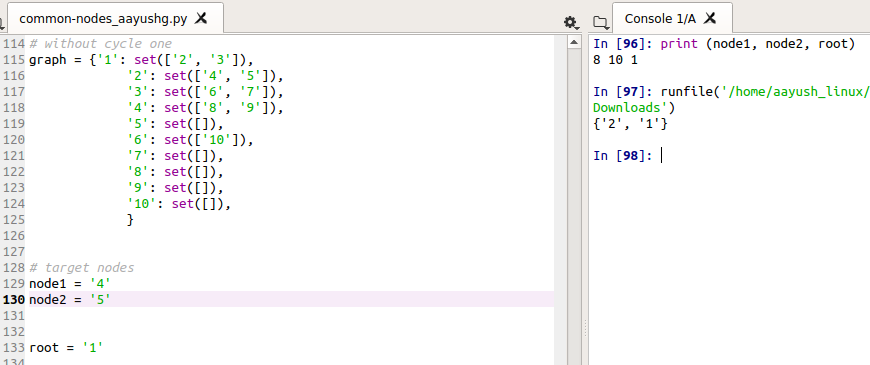 common-nodes_aayushg.py
114 # without cycle one
115 graph = {'1': set(['2', '3']),
116 '2': set(['4', '5']),
117 '3': set(['6', '7']),
118 '4': set(['8', '9']),
119 '5': set([]),
120 '6': set(['10']),
121 '7': set([]),
122 '8': set([]),
123 '9': set([]),
124 '10': set([]),
125 }
126
127
128 # target nodes
129 node1 = '4'
130 node2 = '5'
131
132
133 root = '1'
134
Console 1/A
In [96]: print (node1, node2, root)
8 10 1
In [97]: runfile('/home/aayush_linux/
Downloads')
{'2', '1'}
In [98]: